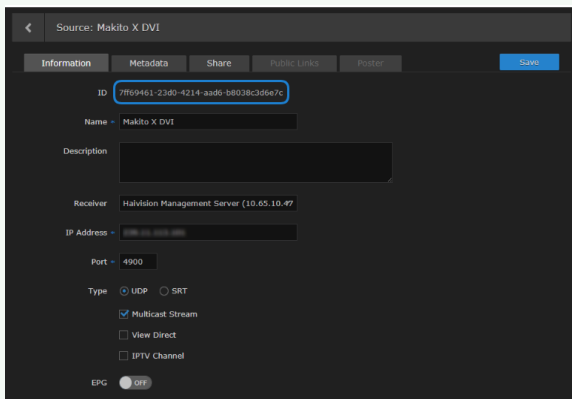 Source: Makito X DVI
Information Metadata Share Public Links Poster Save
ID 7ff69461-23d0-4214-aad6-b8038c3d6e7c
Name Makito X DVI
Description
Receiver Haivision Management Server (10.65.10.47
IP Address
Port 4900
Type UDP SRT
Multicast Stream
View Direct
IPTV Channel
EPG OFF